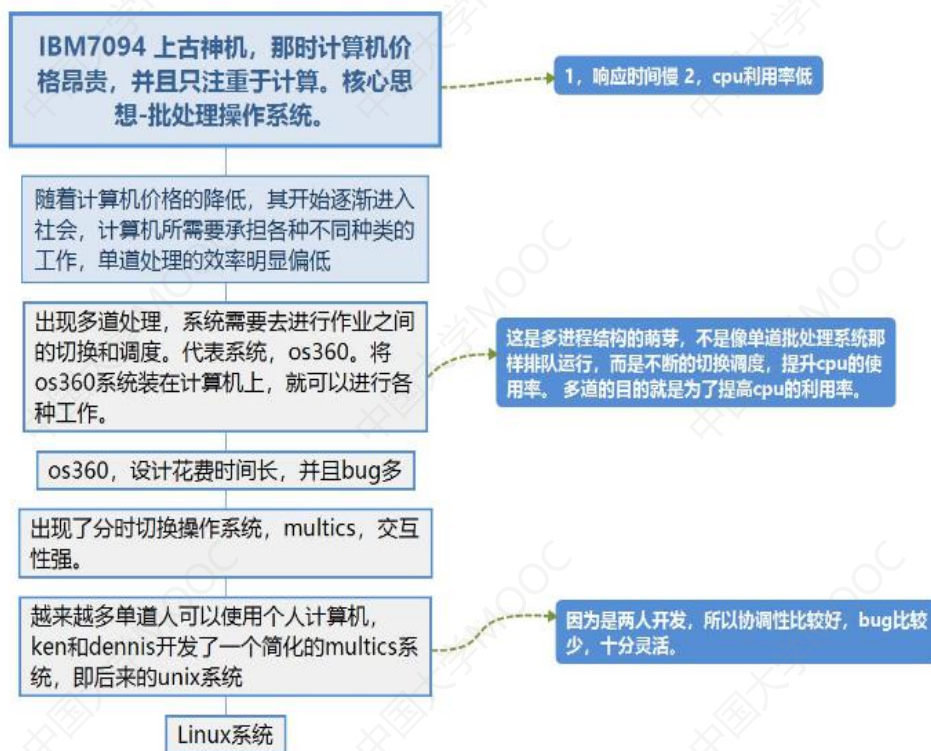 IBM7094 上古神机，那时计算机价
格昂贵，并且只注重于计算。核心思
想-批处理操作系统。
1，响应时间慢 2，cpu利用率低
随着计算机价格的降低，其开始逐渐进入
社会，计算机所需要承担各种不同种类的
工作，单道处理的效率明显偏低
出现多道处理，系统需要去进行作业之间
的切换和调度。代表系统，os360。将
os360系统装在计算机上，就可以进行各
种工作。
这是多进程结构的萌芽，不是像单道批处理系统那
样排队运行，而是不断的切换调度，提升cpu的使
用率。 多道的目的就是为了提高cpu的利用率。
os360，设计花费时间长，并且bug多
出现了分时切换操作系统，multics，交互
性强。
越来越多单道人可以使用个人计算机，
ken和dennis开发了一个简化的multics系
统，即后来的unix系统
因为是两人开发，所以协调性比较好，bug比较
少，十分灵活。
Linux系统
中国大学MOOC